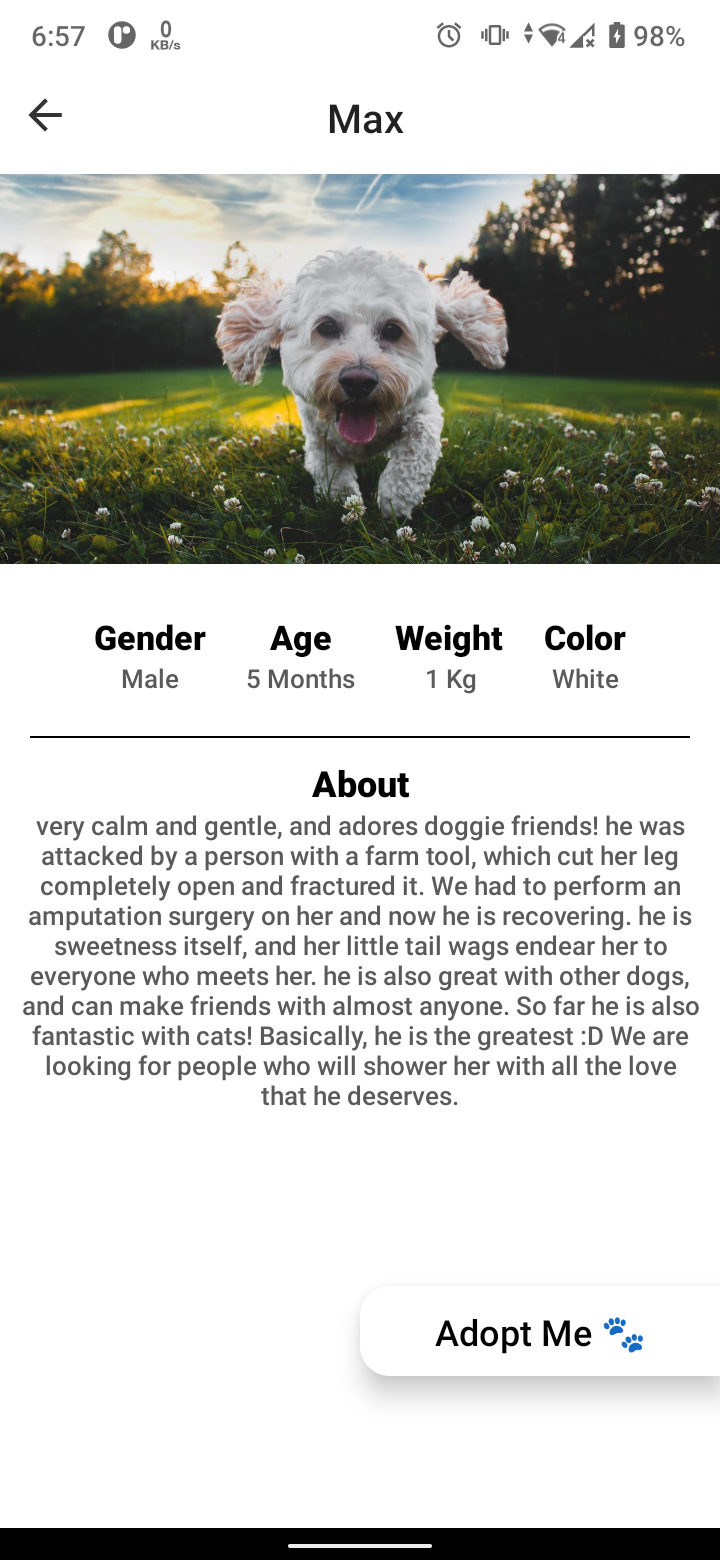 6:57 0 KB/s 4 98%
Max
Gender Age Weight Color
Male 5 Months 1 Kg White
About
very calm and gentle, and adores doggie friends! he was
attacked by a person with a farm tool, which cut her leg
completely open and fractured it. We had to perform an
amputation surgery on her and now he is recovering. he is
sweetness itself, and her little tail wags endear her to
everyone who meets her. he is also great with other dogs,
and can make friends with almost anyone. So far he is also
fantastic with cats! Basically, he is the greatest :D We are
looking for people who will shower her with all the love
that he deserves.
Adopt Me 🐾